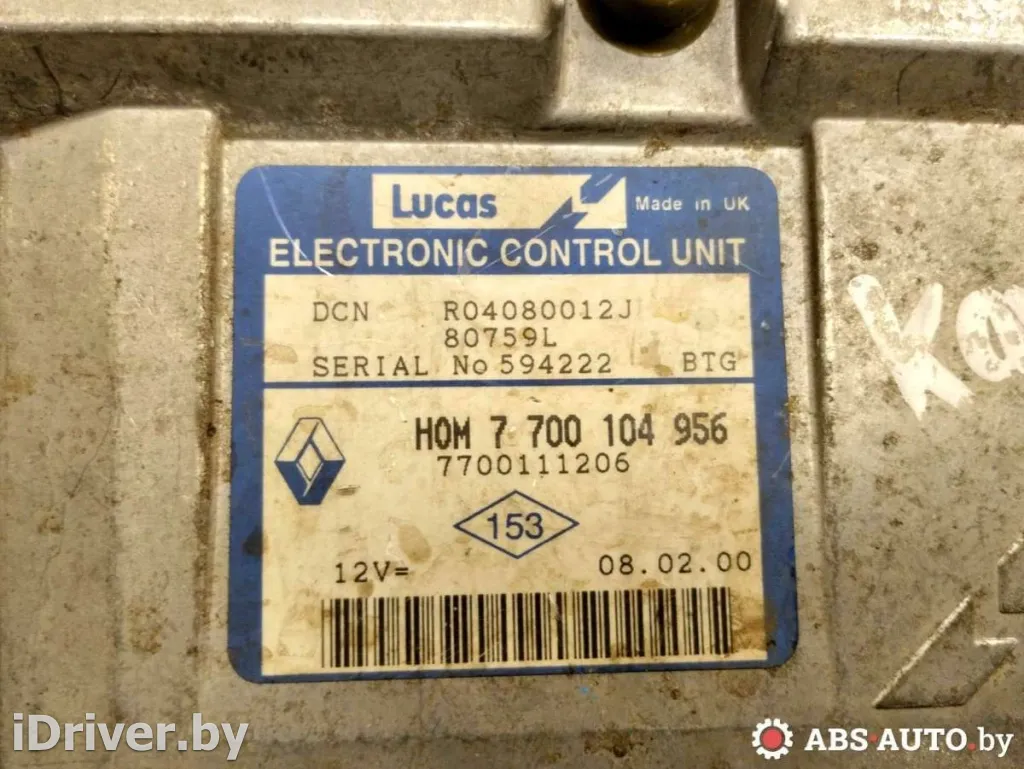 Lucas Made in UK
ELECTRONIC CONTROL UNIT
DCN R04080012J
80759L
SERIAL No 594222 BTG
HOM 7 700 104 956
7700111206
153
12V= 08.02.00
iDriver.by
ABS-AUTO.by